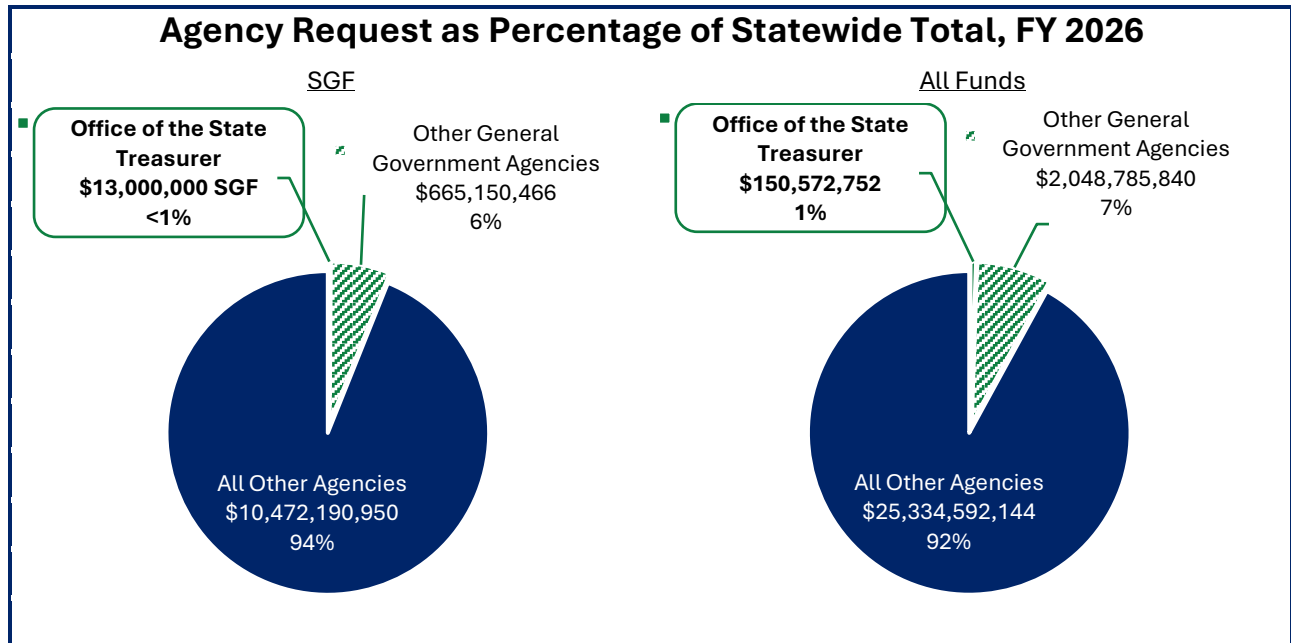 Agency Request as Percentage of Statewide Total, FY 2026
SGF
Office of the State
Treasurer
$13,000,000 SGF
<1%
Other General
Government Agencies
$665,150,466
6%
All Other Agencies
$10,472,190,950
94%
All Funds
Office of the State
Treasurer
$150,572,752
1%
Other General
Government Agencies
$2,048,785,840
7%
All Other Agencies
$25,334,592,144
92%